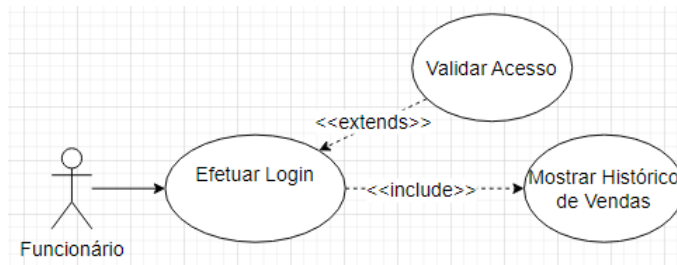 Validar Acesso
<<extends>>
Efetuar Login
<<include>>
Mostrar Histórico
de Vendas
Funcionário